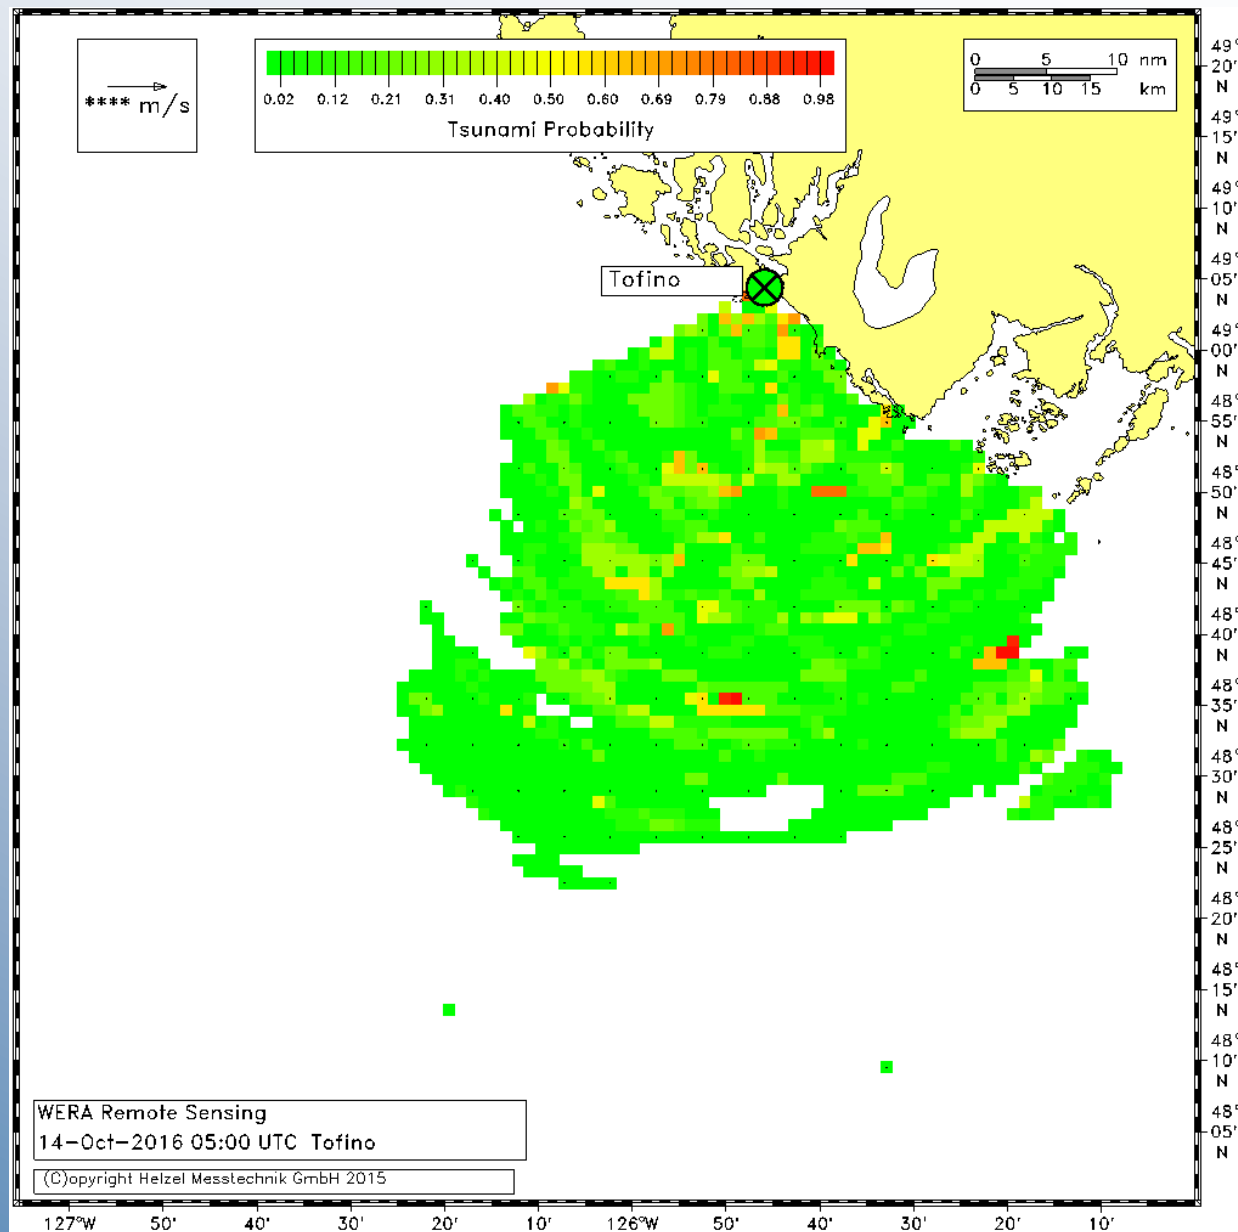 **** m/s
0.02 0.12 0.21 0.31 0.40 0.50 0.60 0.69 0.79 0.88 0.98
Tsunami Probability
0 5 10 nm
0 5 10 15 km
Tofino
49°
20'
N
49°
15'
N
49°
10'
N
49°
05'
N
49°
00'
N
48°
55'
N
48°
50'
N
48°
45'
N
48°
40'
N
48°
35'
N
48°
30'
N
48°
25'
N
48°
20'
N
48°
15'
N
48°
10'
N
48°
05'
N
WERA Remote Sensing
14-Oct-2016 05:00 UTC Tofino
(C)opyright Helzel Messtechnik GmbH 2015
127°W 50' 40' 30' 20' 10' 126°W 50' 40' 30' 20' 10'